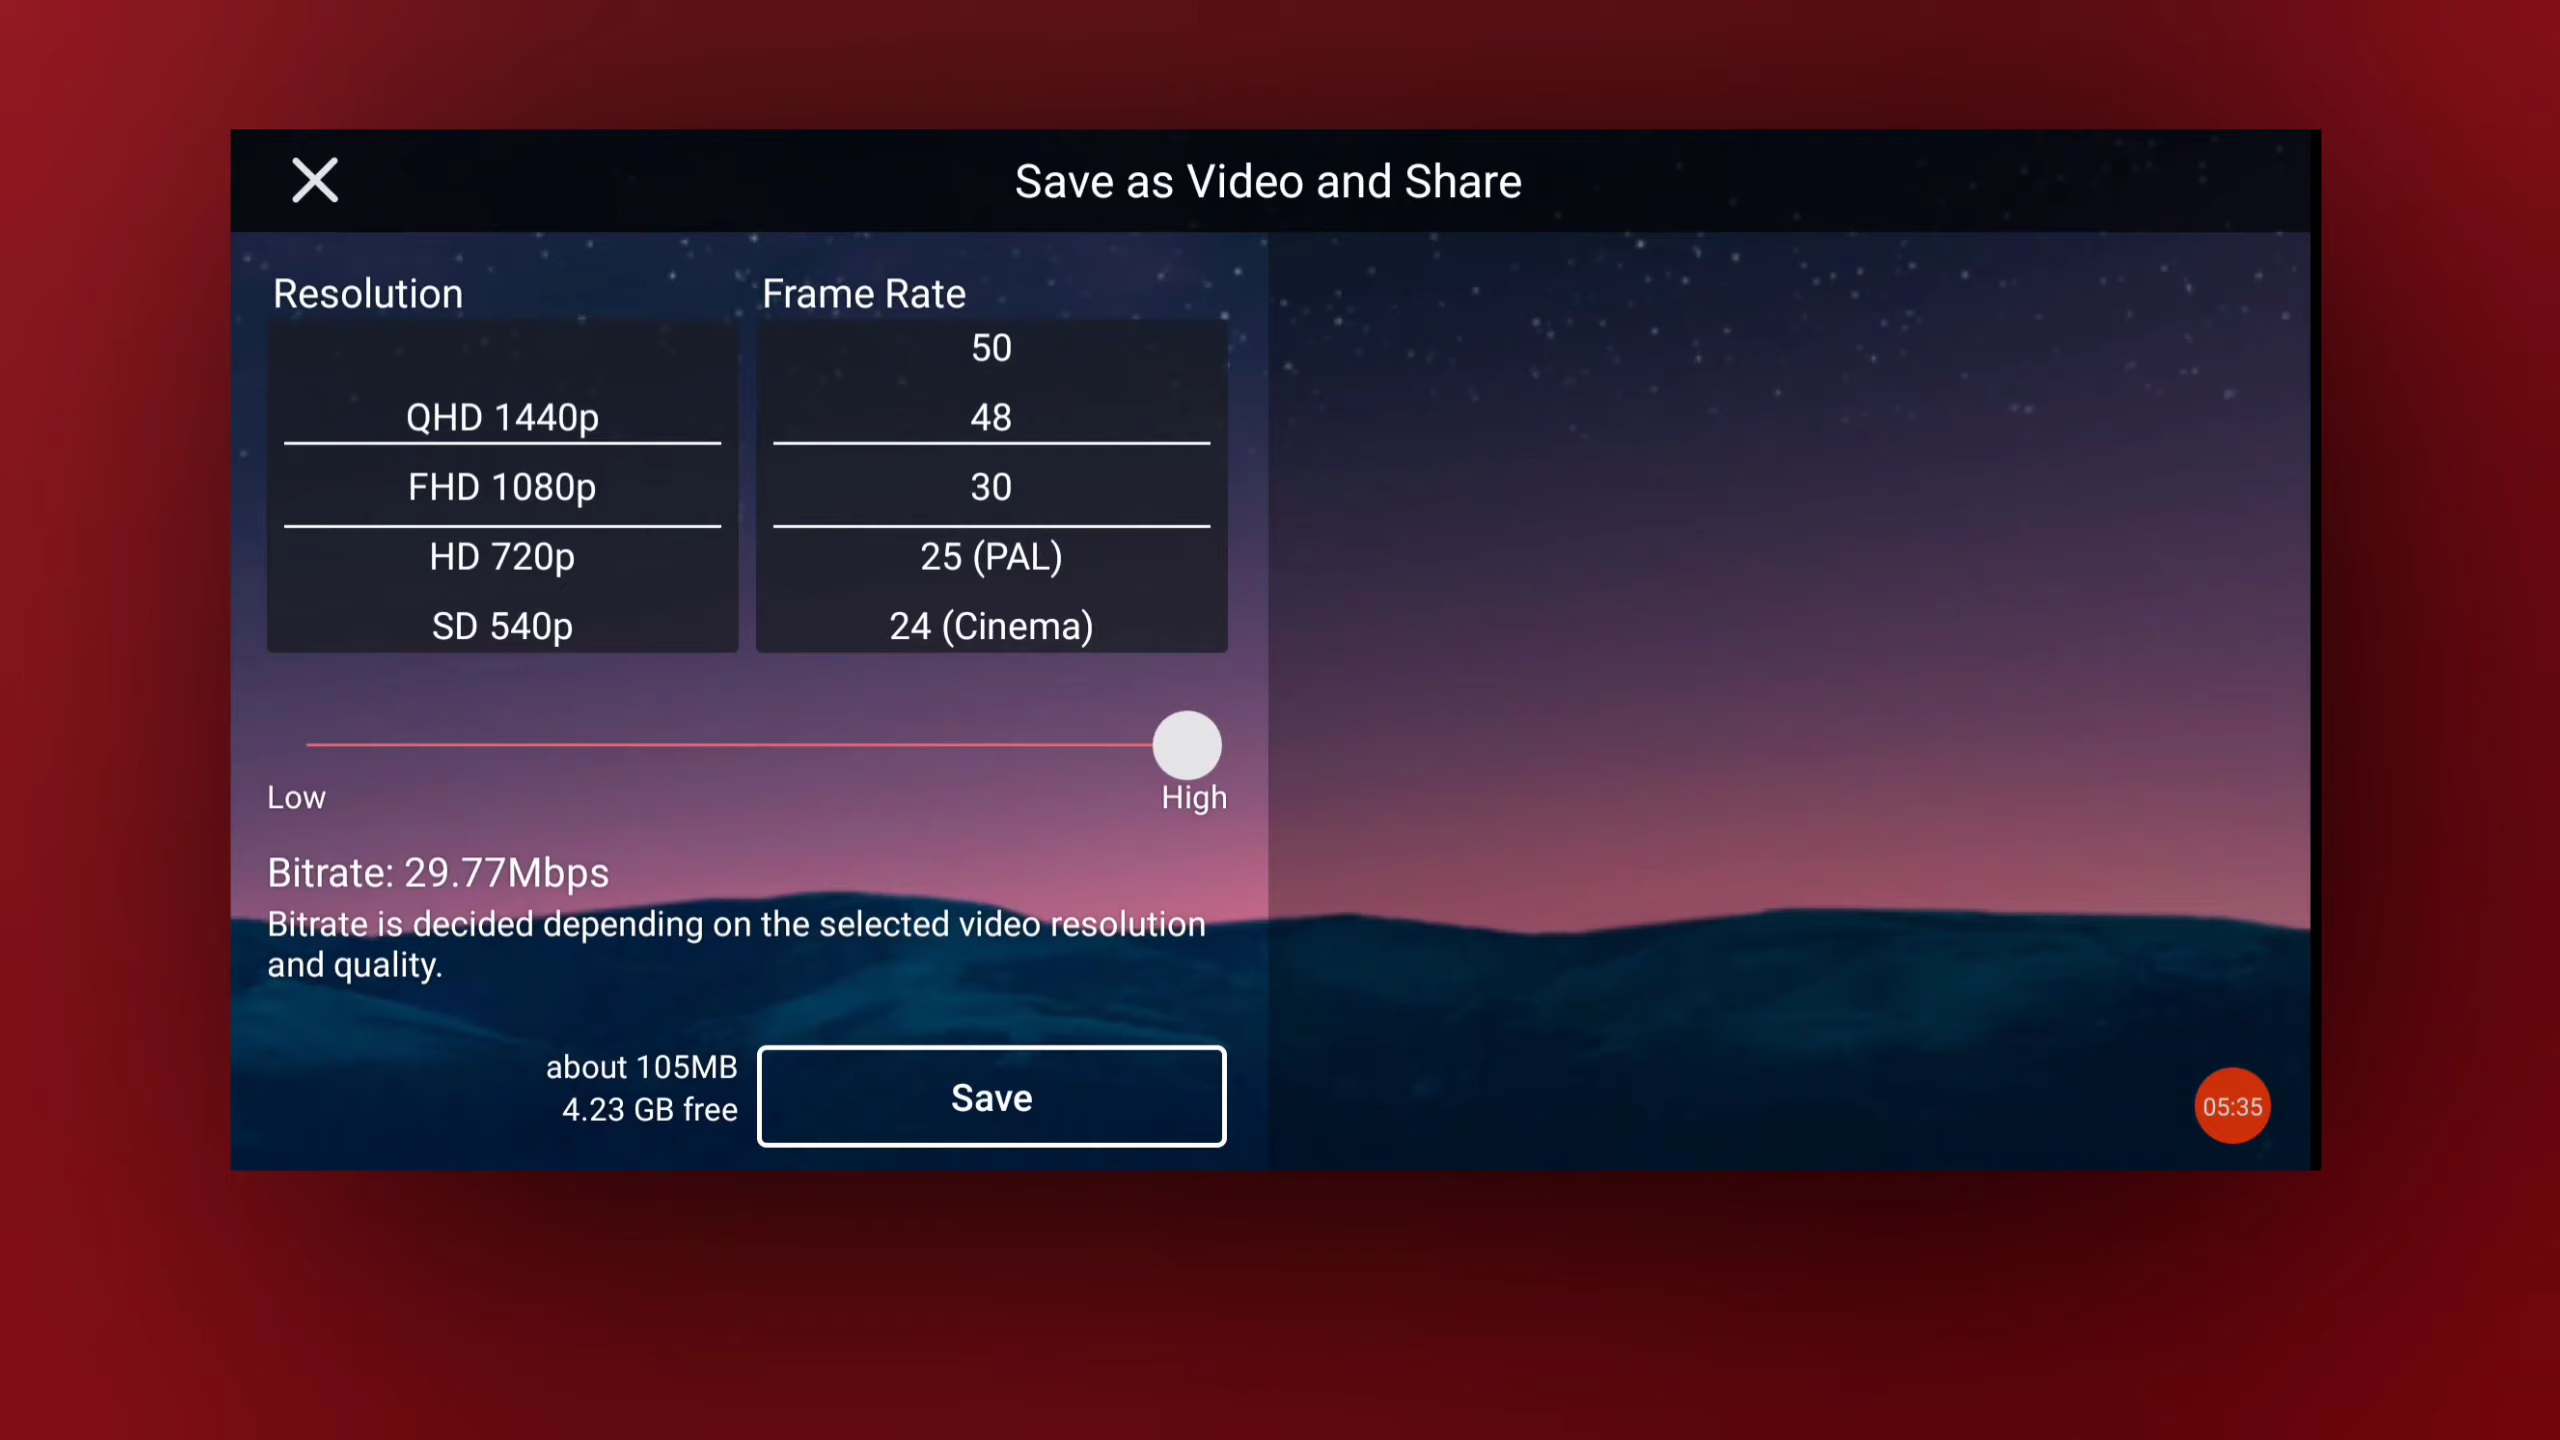 Save as Video and Share
Resolution
QHD 1440p
FHD 1080p
HD 720p
SD 540p
Frame Rate
50
48
30
25 (PAL)
24 (Cinema)
Low
High
Bitrate: 29.77Mbps
Bitrate is decided depending on the selected video resolution
and quality.
about 105MB
4.23 GB free
Save
05:35